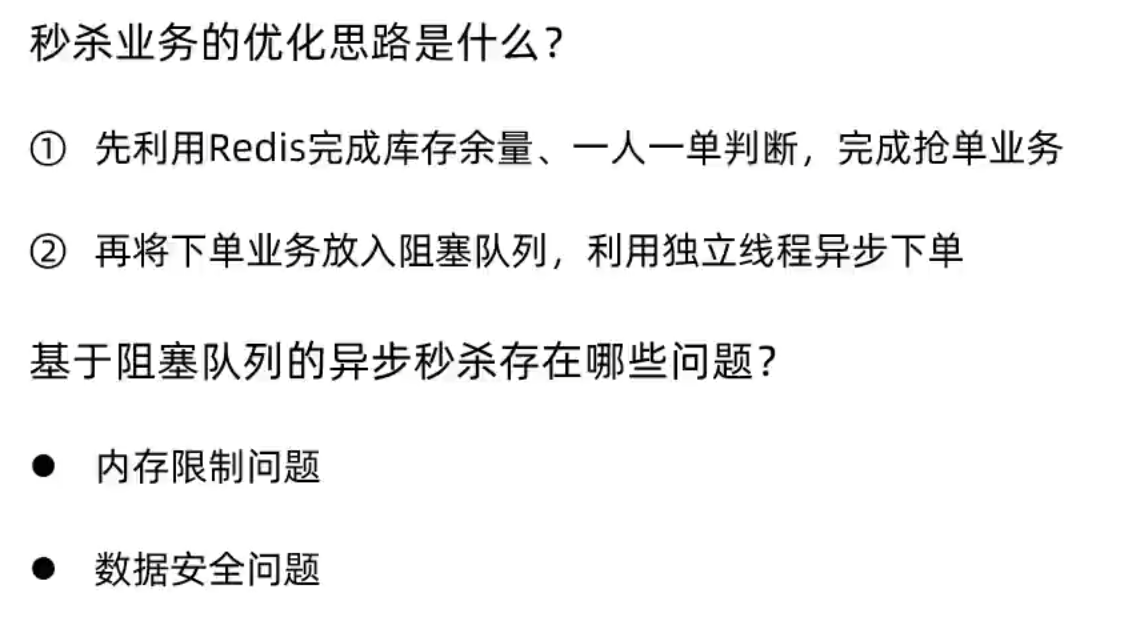 秒杀业务的优化思路是什么？
① 先利用Redis完成库存余量、一人一单判断，完成抢单业务
② 再将下单业务放入阻塞队列，利用独立线程异步下单
基于阻塞队列的异步秒杀存在哪些问题？
● 内存限制问题
● 数据安全问题